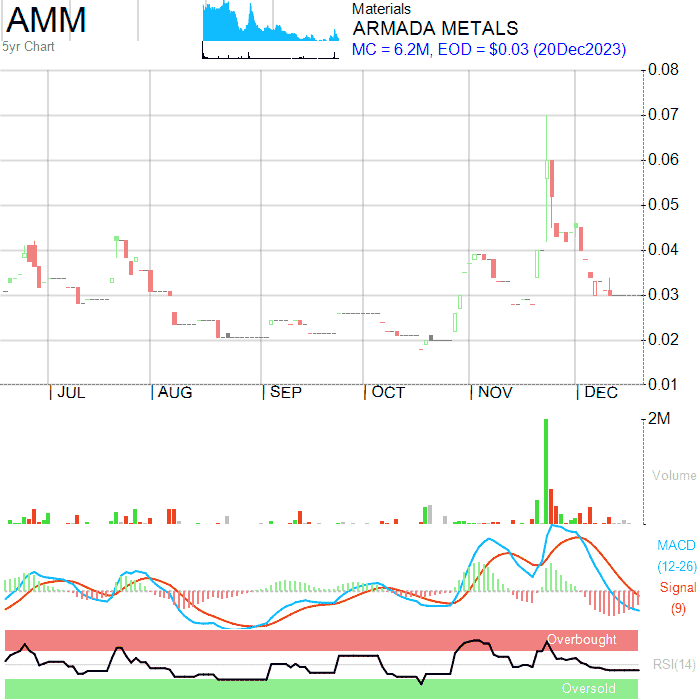 AMM
5yr Chart
Materials
ARMADA METALS
MC = 6.2M, EOD = $0.03 (20Dec2023)
0.08
0.07
0.06
0.05
0.04
0.03
0.02
0.01
JUL AUG SEP OCT NOV DEC
2M
Volume
MACD
(12-26)
Signal
(9)
Overbought
RSI(14)
Oversold